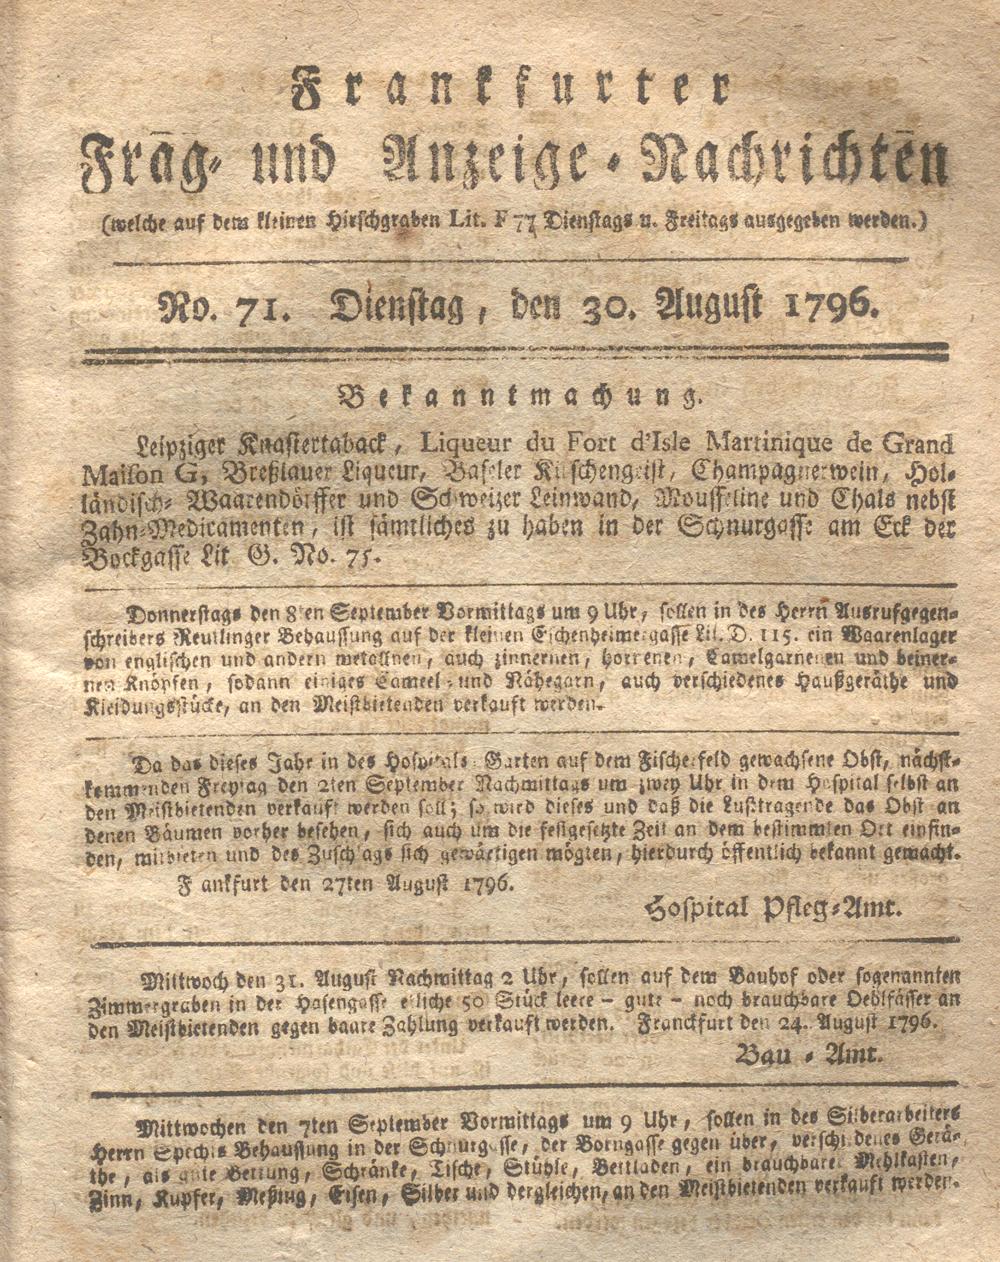 Frankfurter
Frag- und Anzeige-Nachrichten
(welche auf dem kleinen Hirschgraben Lit. F 77 Dienstags u. Freitags ausgegeben werden.)
No. 71. Dienstag, den 30. August 1796.
Bekanntmachung.
Leipziger Knastertaback, Liqueur du Fort d'Isle Martinique de Grand
Maison G, Breßlauer Liqueur, Baseler Kirschengeist, Champagnerwein, Hol-
ländisch- Waarendörffer und Schweizer Leinwand, Mousseline und Chals nebst
Zahn-Medicamenten, ist sämtliches zu haben in der Schnurgasse am Eck der
Bockgasse Lit G. No. 75.
Donnerstags den 8ten September Vormittags um 9 Uhr, sollen in des Herrn Ausrufgegen-
schreibers Reutlinger Behaussung auf der kleinen Eschenheimergasse Lit. D. 115. ein Waarenlager
von englischen und andern metallnen, auch zinnernen, hornenen, Camelgarnenen und beiner-
nen Knöpfen, sodann einiges Cameel- und Nähegarn, auch verschiedenes Haußgeräthe und
Kleidungsstücke, an den Meistbietenden verkauft werden.
Da das dieses Jahr in des Hospitals Garten auf dem Fischerfeld gewachsene Obst, nächst-
kommenden Freytag den 2ten September Nachmittags um zwey Uhr in dem Hospital selbst an
den Meistbietenden verkauft werden soll; so wird dieses und daß die Lußtragende das Obst an
denen Bäumen vorher besehen, sich auch um die festgesetzte Zeit an dem bestimmten Ort einfin-
den, mitbieten und des Zuschlags sich gewärtigen mögten, hierdurch öffentlich bekannt gemacht.
Frankfurt den 27ten August 1796.
Hospital Pfleg-Amt.
Mittwoch den 31. August Nachmittag 2 Uhr, sollen auf dem Bauhof oder sogenannten
Zimmergraben in der Hasengasse etliche 50 Stück leere - gute - noch brauchbare Oehlfässer an
den Meistbietenden gegen baare Zahlung verkauft werden. Franckfurt den 24. August 1796.
Bau-Amt.
Mittwochen den 7ten September Vormittags um 9 Uhr, sollen in des Silberarbeiters
Herrn Spechts Behaussung in der Schnurgasse, der Borngasse gegen über, verschiedenes Gerä-
the, als gute Bettung, Schränke, Tische, Stühle, Bettladen, ein brauchbarer Mehlkasten,
Zinn, Kupfer, Meßing, Eisen, Silber und dergleichen, an den Meistbietenden verkauft werden.